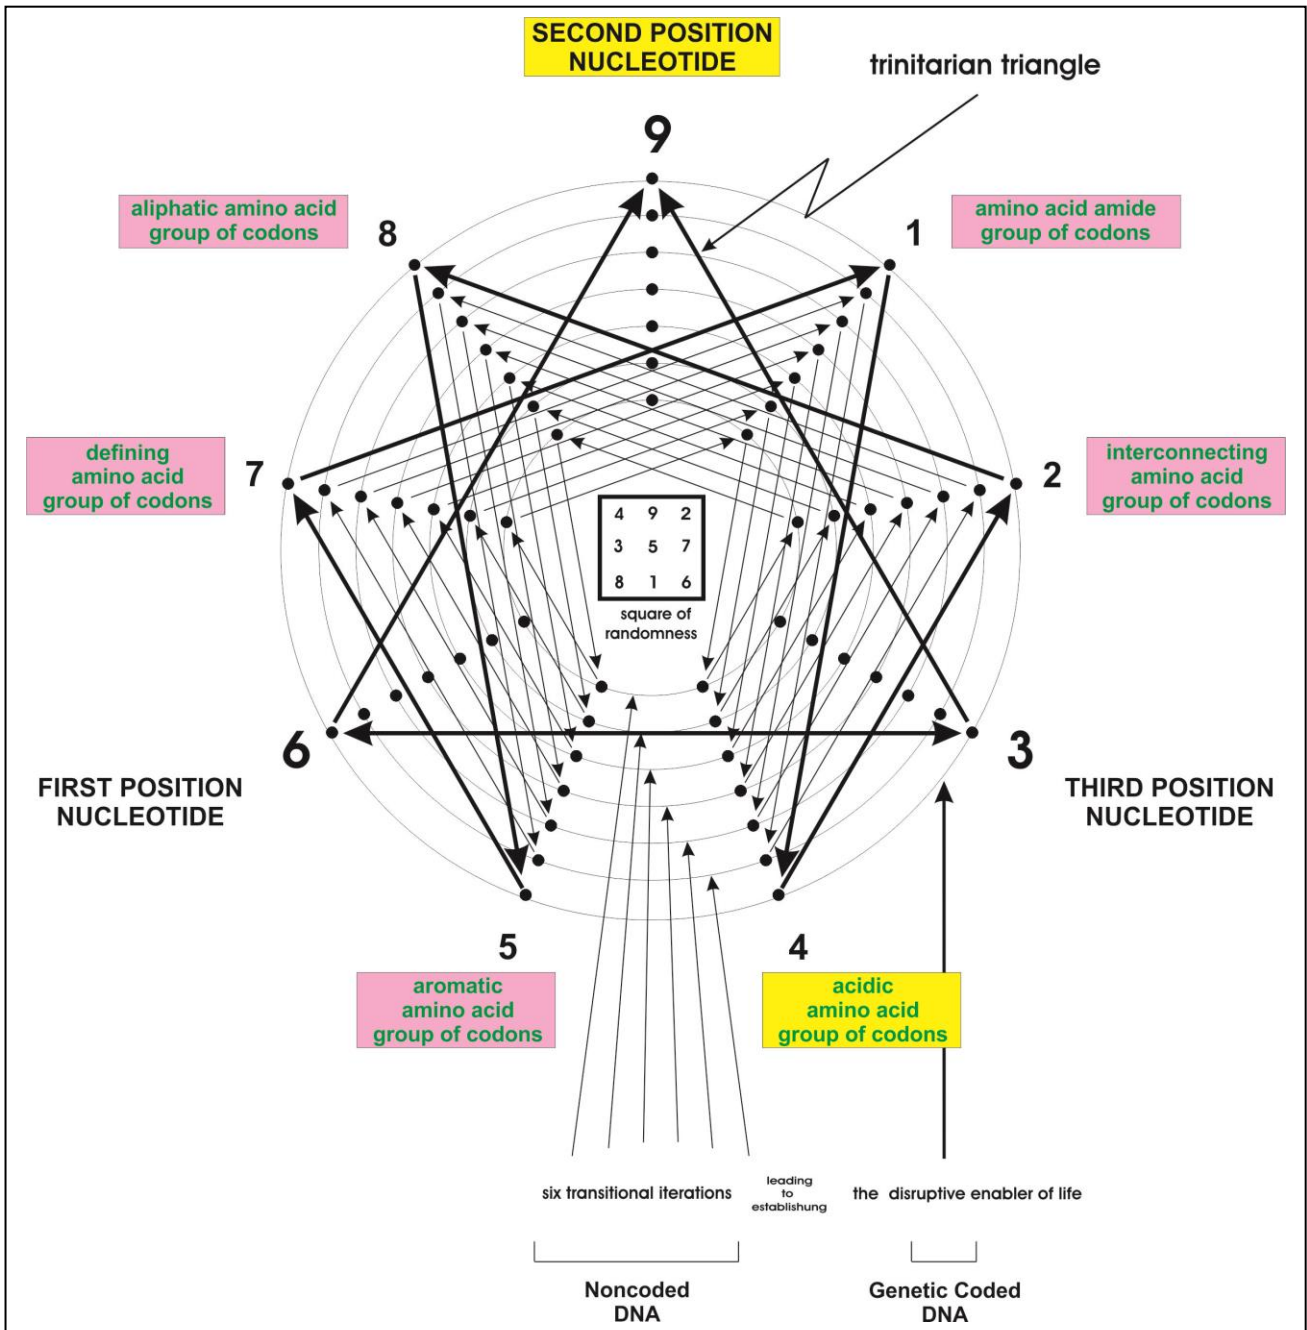 SECOND POSITION
NUCLEOTIDE
trinitarian triangle
9
aliphatic amino acid
group of codons
8
1
amino acid amide
group of codons
defining
amino acid
group of codons
7
2
interconnecting
amino acid
group of codons
4 9 2
3 5 7
8 1 6
square of
randomness
6
3
FIRST POSITION
NUCLEOTIDE
THIRD POSITION
NUCLEOTIDE
5
4
aromatic
amino acid
group of codons
acidic
amino acid
group of codons
six transitional iterations
leading
to
establishung
the disruptive enabler of life
Noncoded
DNA
Genetic Coded
DNA